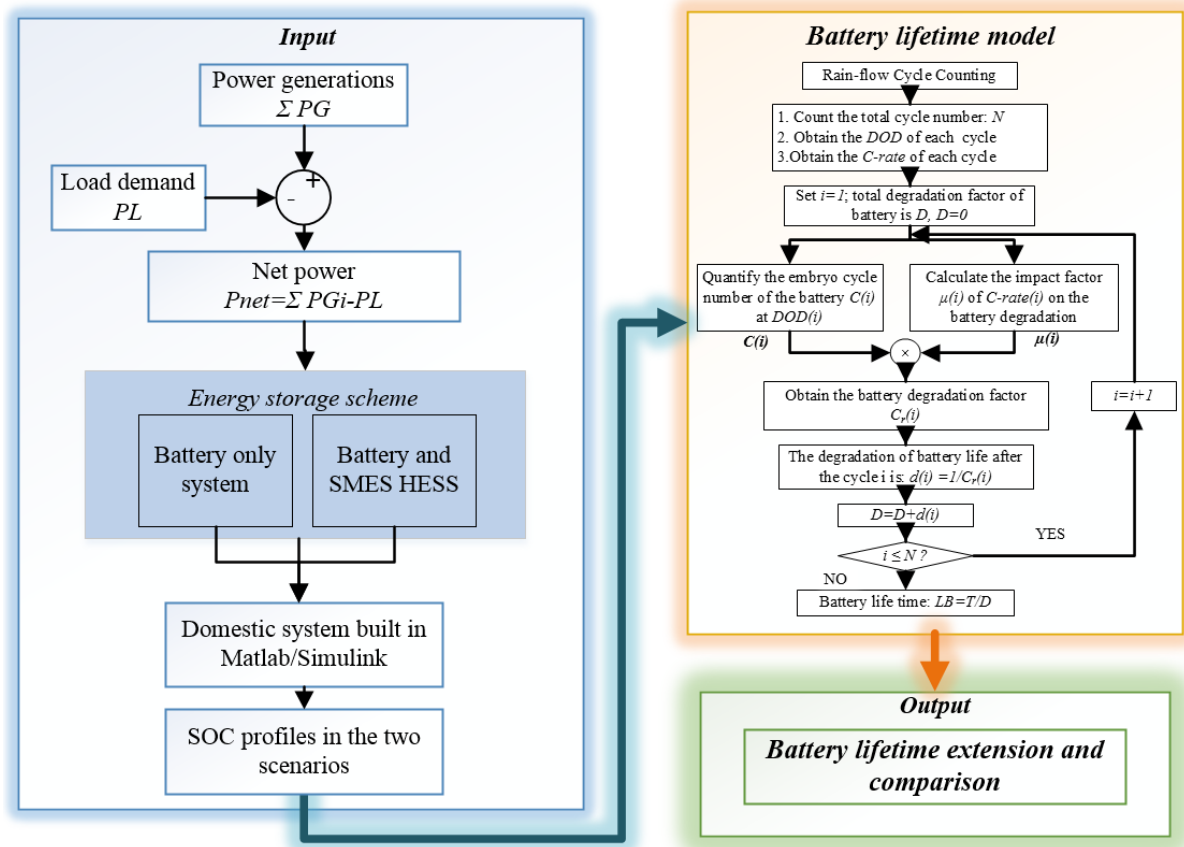 Input
Power generations
Σ PG
+
Load demand
PL
-
Net power
Pnet=Σ PGi-PL
Energy storage scheme
Battery only
system
Battery and
SMES HESS
Domestic system built in
Matlab/Simulink
SOC profiles in the two
scenarios
Battery lifetime model
Rain-flow Cycle Counting
1. Count the total cycle number: N
2. Obtain the DOD of each cycle
3.Obtain the C-rate of each cycle
Set i=1; total degradation factor of
battery is D, D=0
Quantify the embryo cycle
number of the battery C(i)
at DOD(i)
Calculate the impact factor
μ(i) of C-rate(i) on the
battery degradation
C(i)
μ(i)
×
Obtain the battery degradation factor
Cr(i)
i=i+1
The degradation of battery life after
the cycle i is: d(i) =1/Cr(i)
D=D+d(i)
YES
i ≤ N ?
NO
Battery life time: LB=T/D
Output
Battery lifetime extension and
comparison